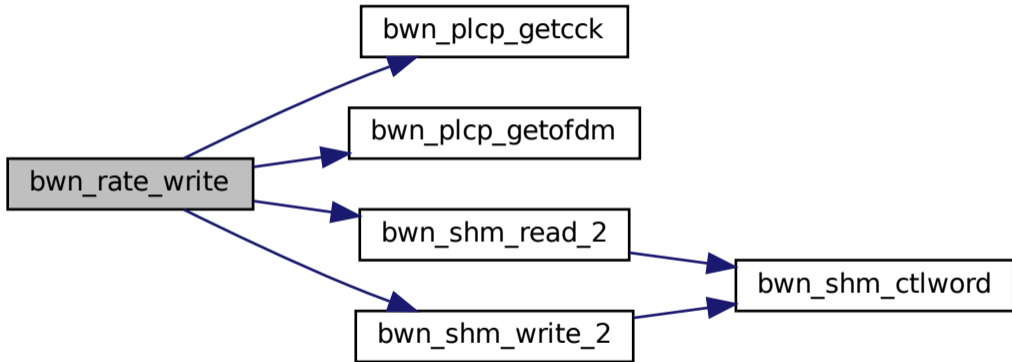 bwn_plcp_getcck
bwn_plcp_getofdm
bwn_rate_write
bwn_shm_read_2
bwn_shm_ctlword
bwn_shm_write_2